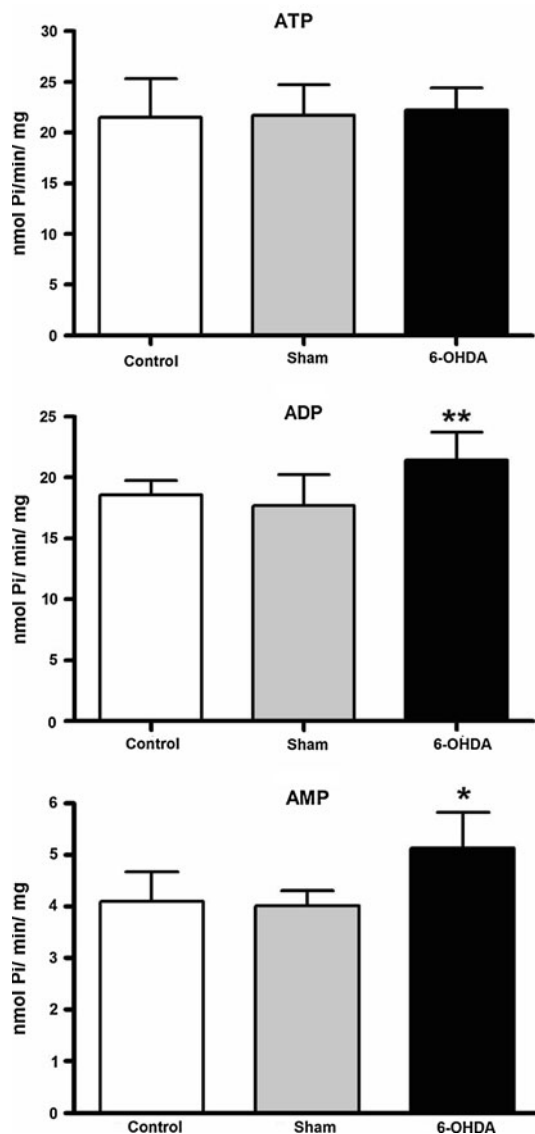 ATP
nmol Pi/min/ mg
30
25
20
15
10
5
0
Control Sham 6-OHDA
ADP
**
nmol Pi/ min/ mg
25
20
15
10
5
0
Control Sham 6-OHDA
AMP
*
nmol Pi/ min/ mg
6
5
4
3
2
1
0
Control Sham 6-OHDA